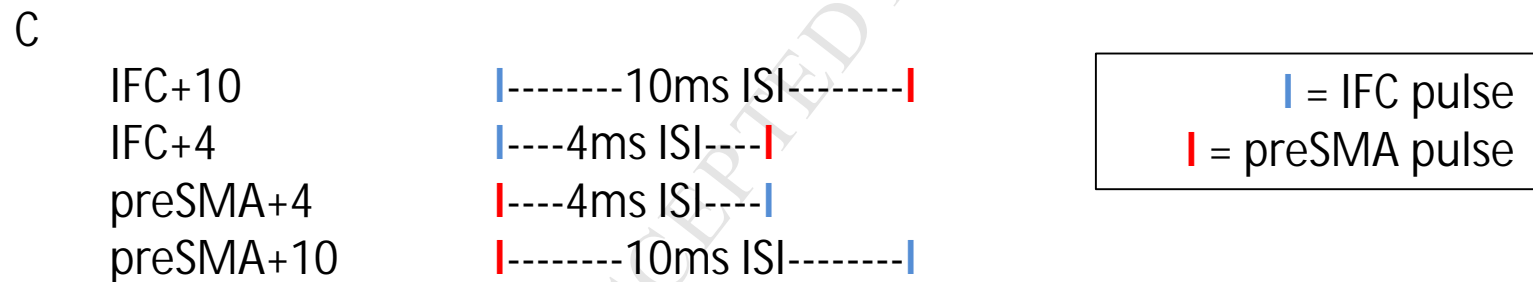 C
IFC+10 I--------10ms ISI--------I
IFC+4 I----4ms ISI----I
preSMA+4 I----4ms ISI----I
preSMA+10 I--------10ms ISI--------I
I = IFC pulse
I = preSMA pulse
CEPTED